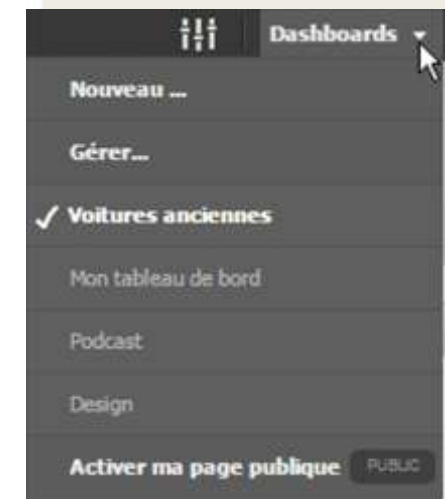 Dashboards
Nouveau ...
Gérer...
Voitures anciennes
Mon tableau de bord
Podcast
Design
Activer ma page publique PUBLIC